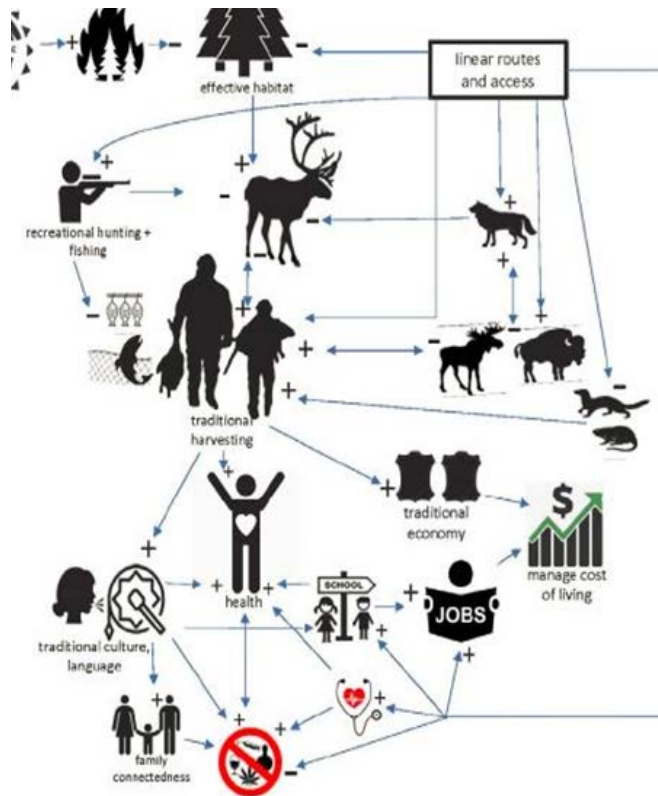 effective habitat
linear routes
and access
recreational hunting +
fishing
traditional
harvesting
traditional
economy
$
manage cost
of living
health
SCHOOL
JOBS
traditional culture,
language
family
connectedness
+
-
-
-
+
+
-
-
-
+
+
-
+
+
-
+
-
+
+
-
+
+
+
+
+
+
+
+
+
+
+
+
-